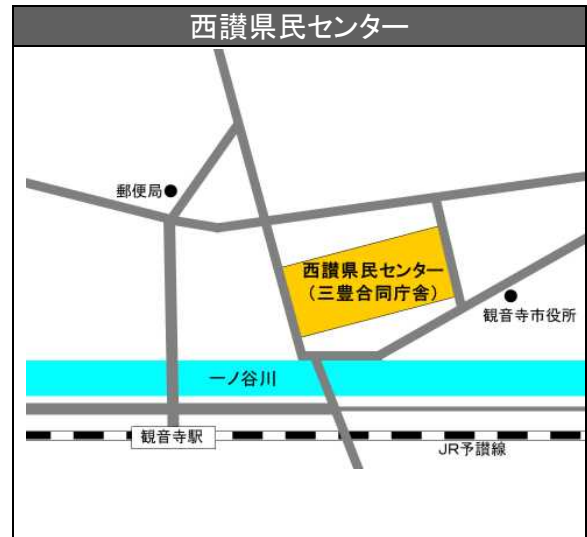 西讃県民センター
郵便局
西讃県民センター
（三豊合同庁舎）
観音寺市役所
一ノ谷川
観音寺駅
JR予讃線